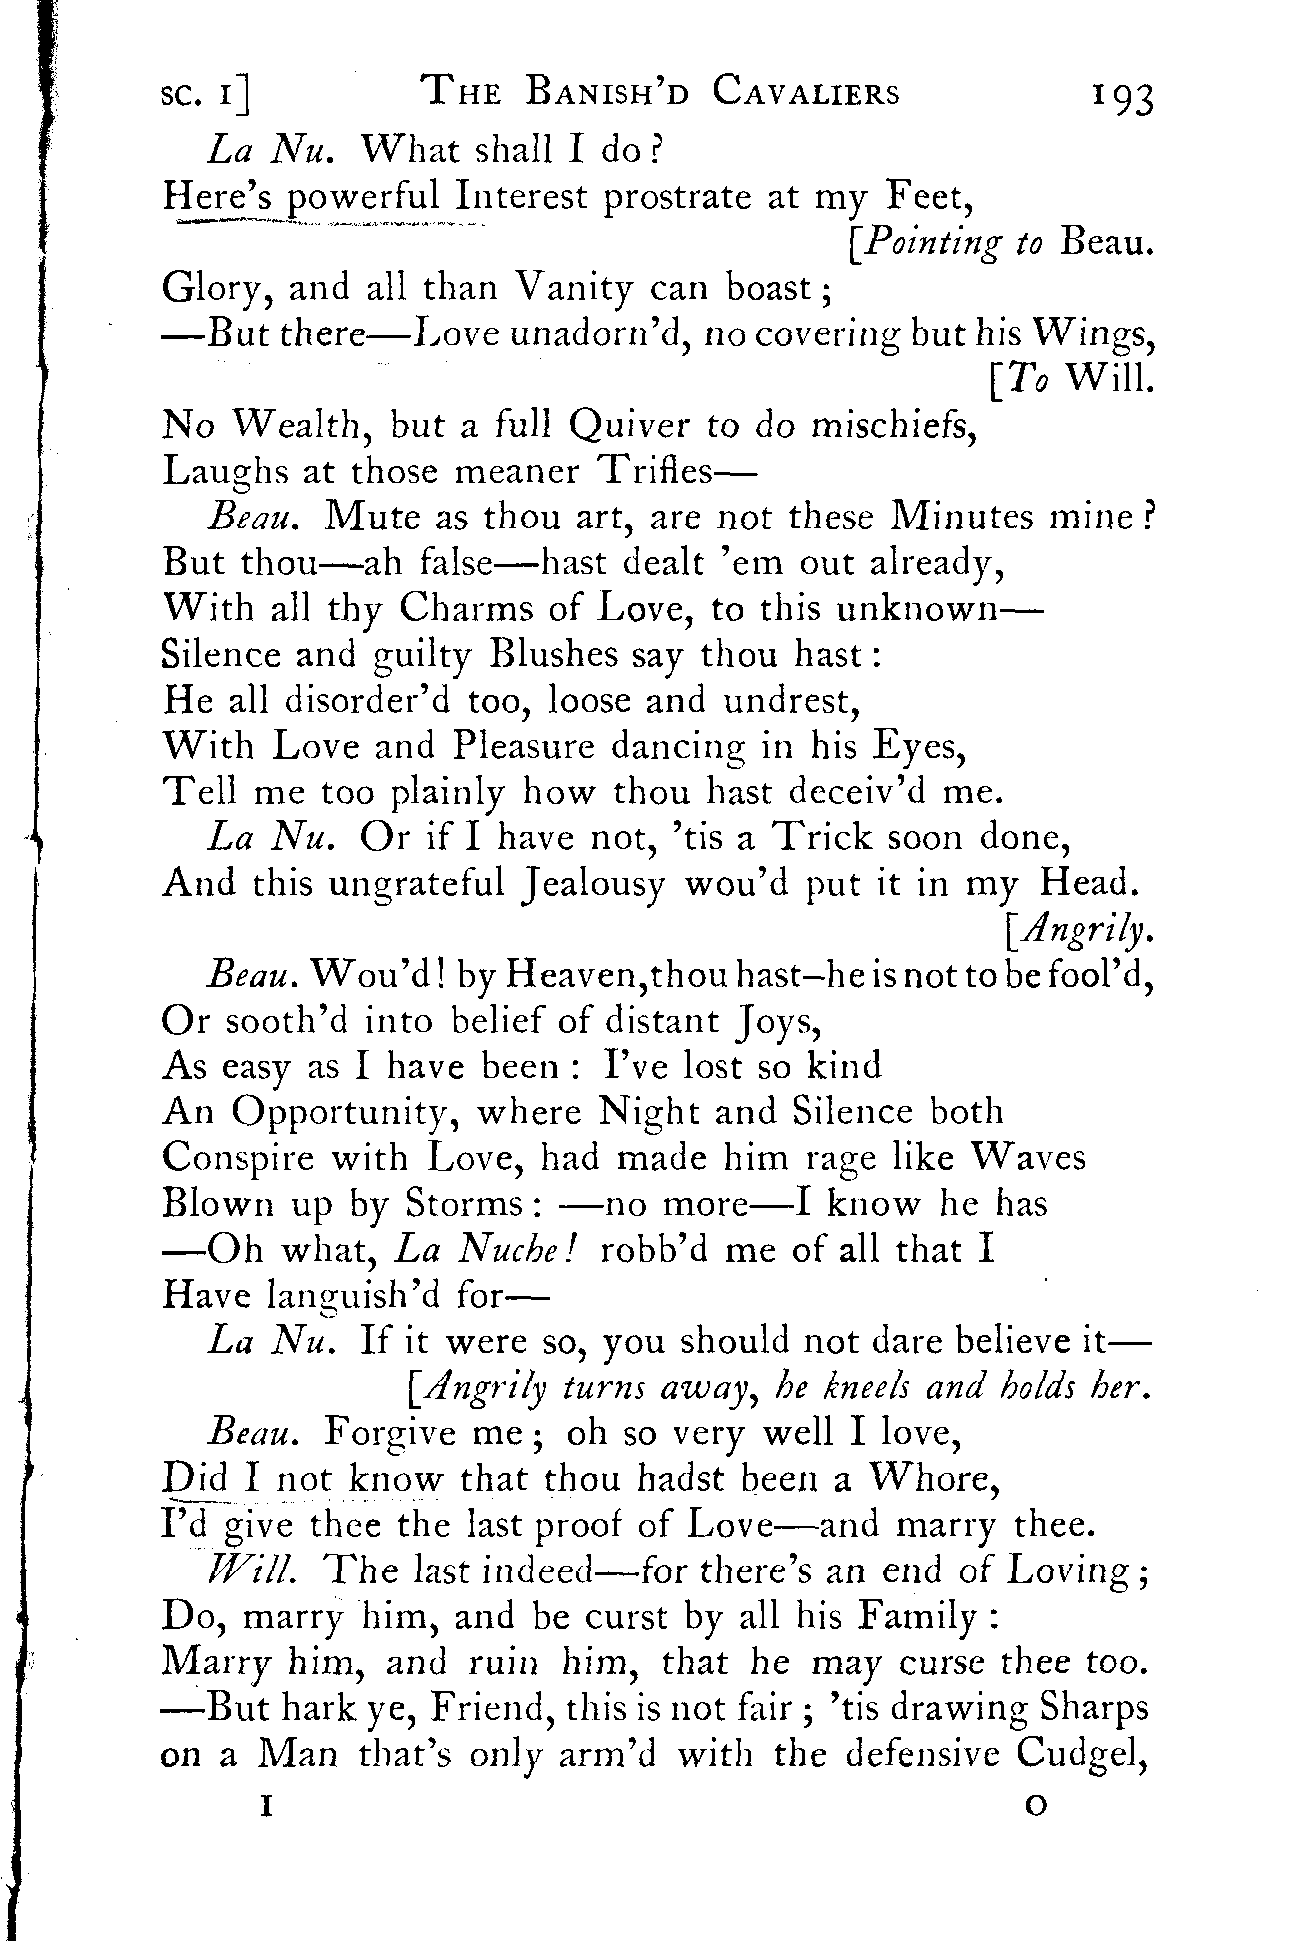 SC. I] THE BANISH'D CAVALIERS 193
La Nu. What shall I do?
Here's powerful Interest prostrate at my Feet,
[Pointing to Beau.
Glory, and all than Vanity can boast;
—But there—Love unadorn'd, no covering but his Wings,
[To Will.
No Wealth, but a full Quiver to do mischiefs,
Laughs at those meaner Trifles—
Beau. Mute as thou art, are not these Minutes mine?
But thou—ah false—hast dealt 'em out already,
With all thy Charms of Love, to this unknown—
Silence and guilty Blushes say thou hast:
He all disorder'd too, loose and undrest,
With Love and Pleasure dancing in his Eyes,
Tell me too plainly how thou hast deceiv'd me.
La Nu. Or if I have not, 'tis a Trick soon done,
And this ungrateful Jealousy wou'd put it in my Head.
[Angrily.
Beau. Wou'd! by Heaven, thou hast–he is not to be fool'd,
Or sooth'd into belief of distant Joys,
As easy as I have been: I've lost so kind
An Opportunity, where Night and Silence both
Conspire with Love, had made him rage like Waves
Blown up by Storms: —no more—I know he has
—Oh what, La Nuche! robb'd me of all that I
Have languish'd for—
La Nu. If it were so, you should not dare believe it—
[Angrily turns away, he kneels and holds her.
Beau. Forgive me; oh so very well I love,
Did I not know that thou hadst been a Whore,
I'd give thee the last proof of Love—and marry thee.
Will. The last indeed—for there's an end of Loving;
Do, marry him, and be curst by all his Family:
Marry him, and ruin him, that he may curse thee too.
—But hark ye, Friend, this is not fair; 'tis drawing Sharps
on a Man that's only arm'd with the defensive Cudgel,
I O